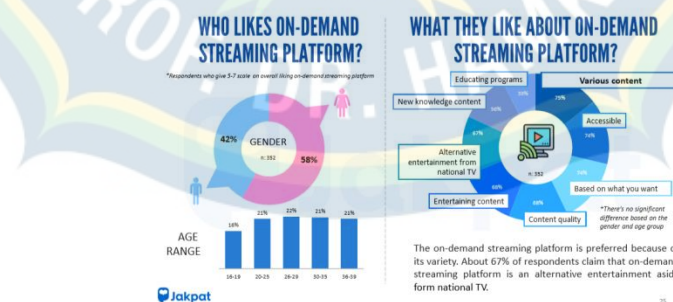 WHO LIKES ON-DEMAND
STREAMING PLATFORM?
*Respondents who give 5-7 scale on overall liking on-demand streaming platform
42%
GENDER
n: 352
58%
AGE
RANGE
16%
21%
22%
21%
21%
16-19
20-25
26-29
30-35
36-39
Jakpat
WHAT THEY LIKE ABOUT ON-DEMAND
STREAMING PLATFORM?
Educating programs
Various content
New knowledge content
75%
Accessible
74%
67%
Alternative
entertainment from
national TV
n: 352
Based on what you want
Entertaining content
Content quality
*There's no significant
difference based on the
gender and age group
The on-demand streaming platform is preferred because o
its variety. About 67% of respondents claim that on-deman
streaming platform is an alternative entertainment asid
form national TV.